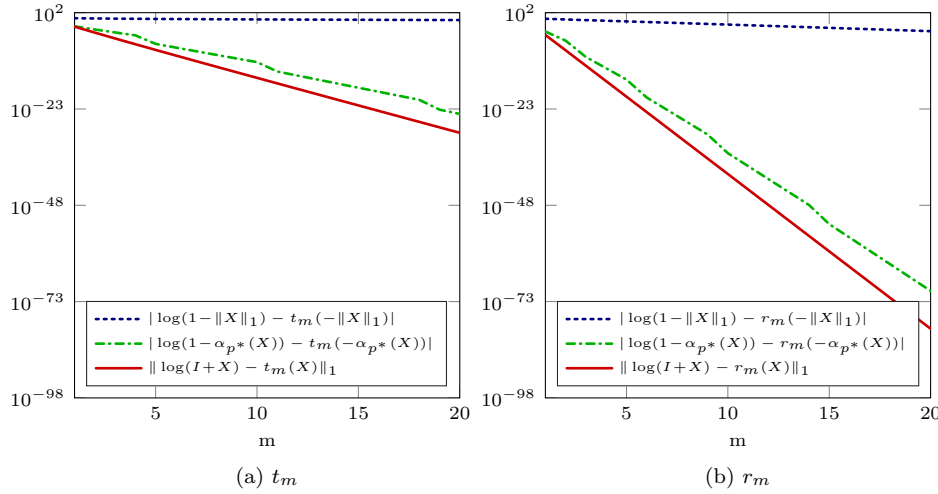 10^2
10^−23
10^−48
10^−73
10^−98
5
10
15
20
m
| log(1−‖X‖_1) − t_m(−‖X‖_1)|
| log(1−α_{p*}(X)) − t_m(−α_{p*}(X))|
‖ log(I+X) − t_m(X)‖_1
(a) t_m
10^2
10^−23
10^−48
10^−73
10^−98
5
10
15
20
m
| log(1−‖X‖_1) − r_m(−‖X‖_1)|
| log(1−α_{p*}(X)) − r_m(−α_{p*}(X))|
‖ log(I+X) − r_m(X)‖_1
(b) r_m